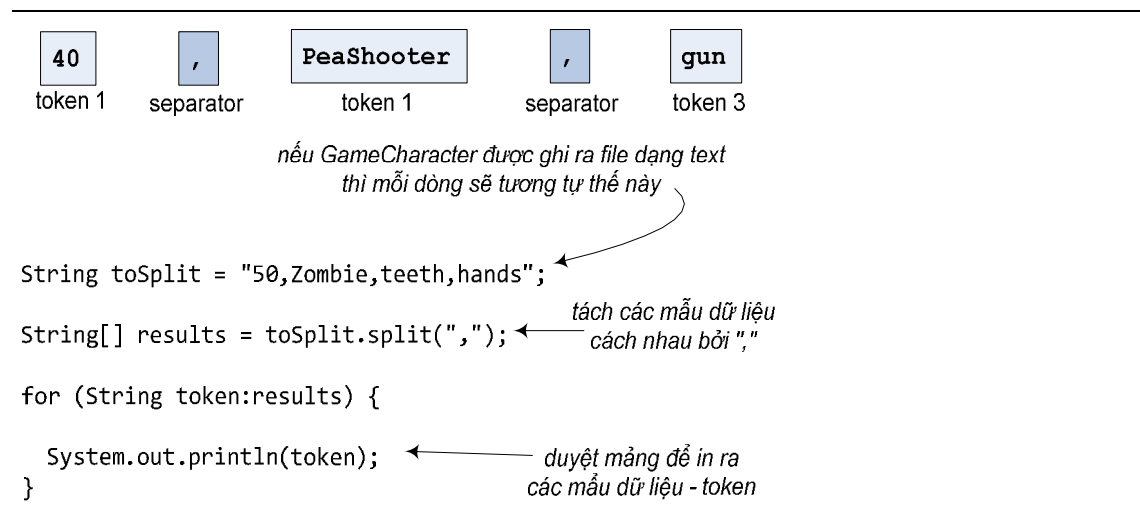 40 , PeaShooter , gun
token 1 separator token 1 separator token 3
nếu GameCharacter được ghi ra file dạng text
thì mỗi dòng sẽ tương tự thế này
String toSplit = "50,Zombie,teeth,hands";
tách các mẫu dữ liệu
String[] results = toSplit.split(",");
cách nhau bởi ","
for (String token:results) {
System.out.println(token);
duyệt mảng để in ra
}
các mẩu dữ liệu - token